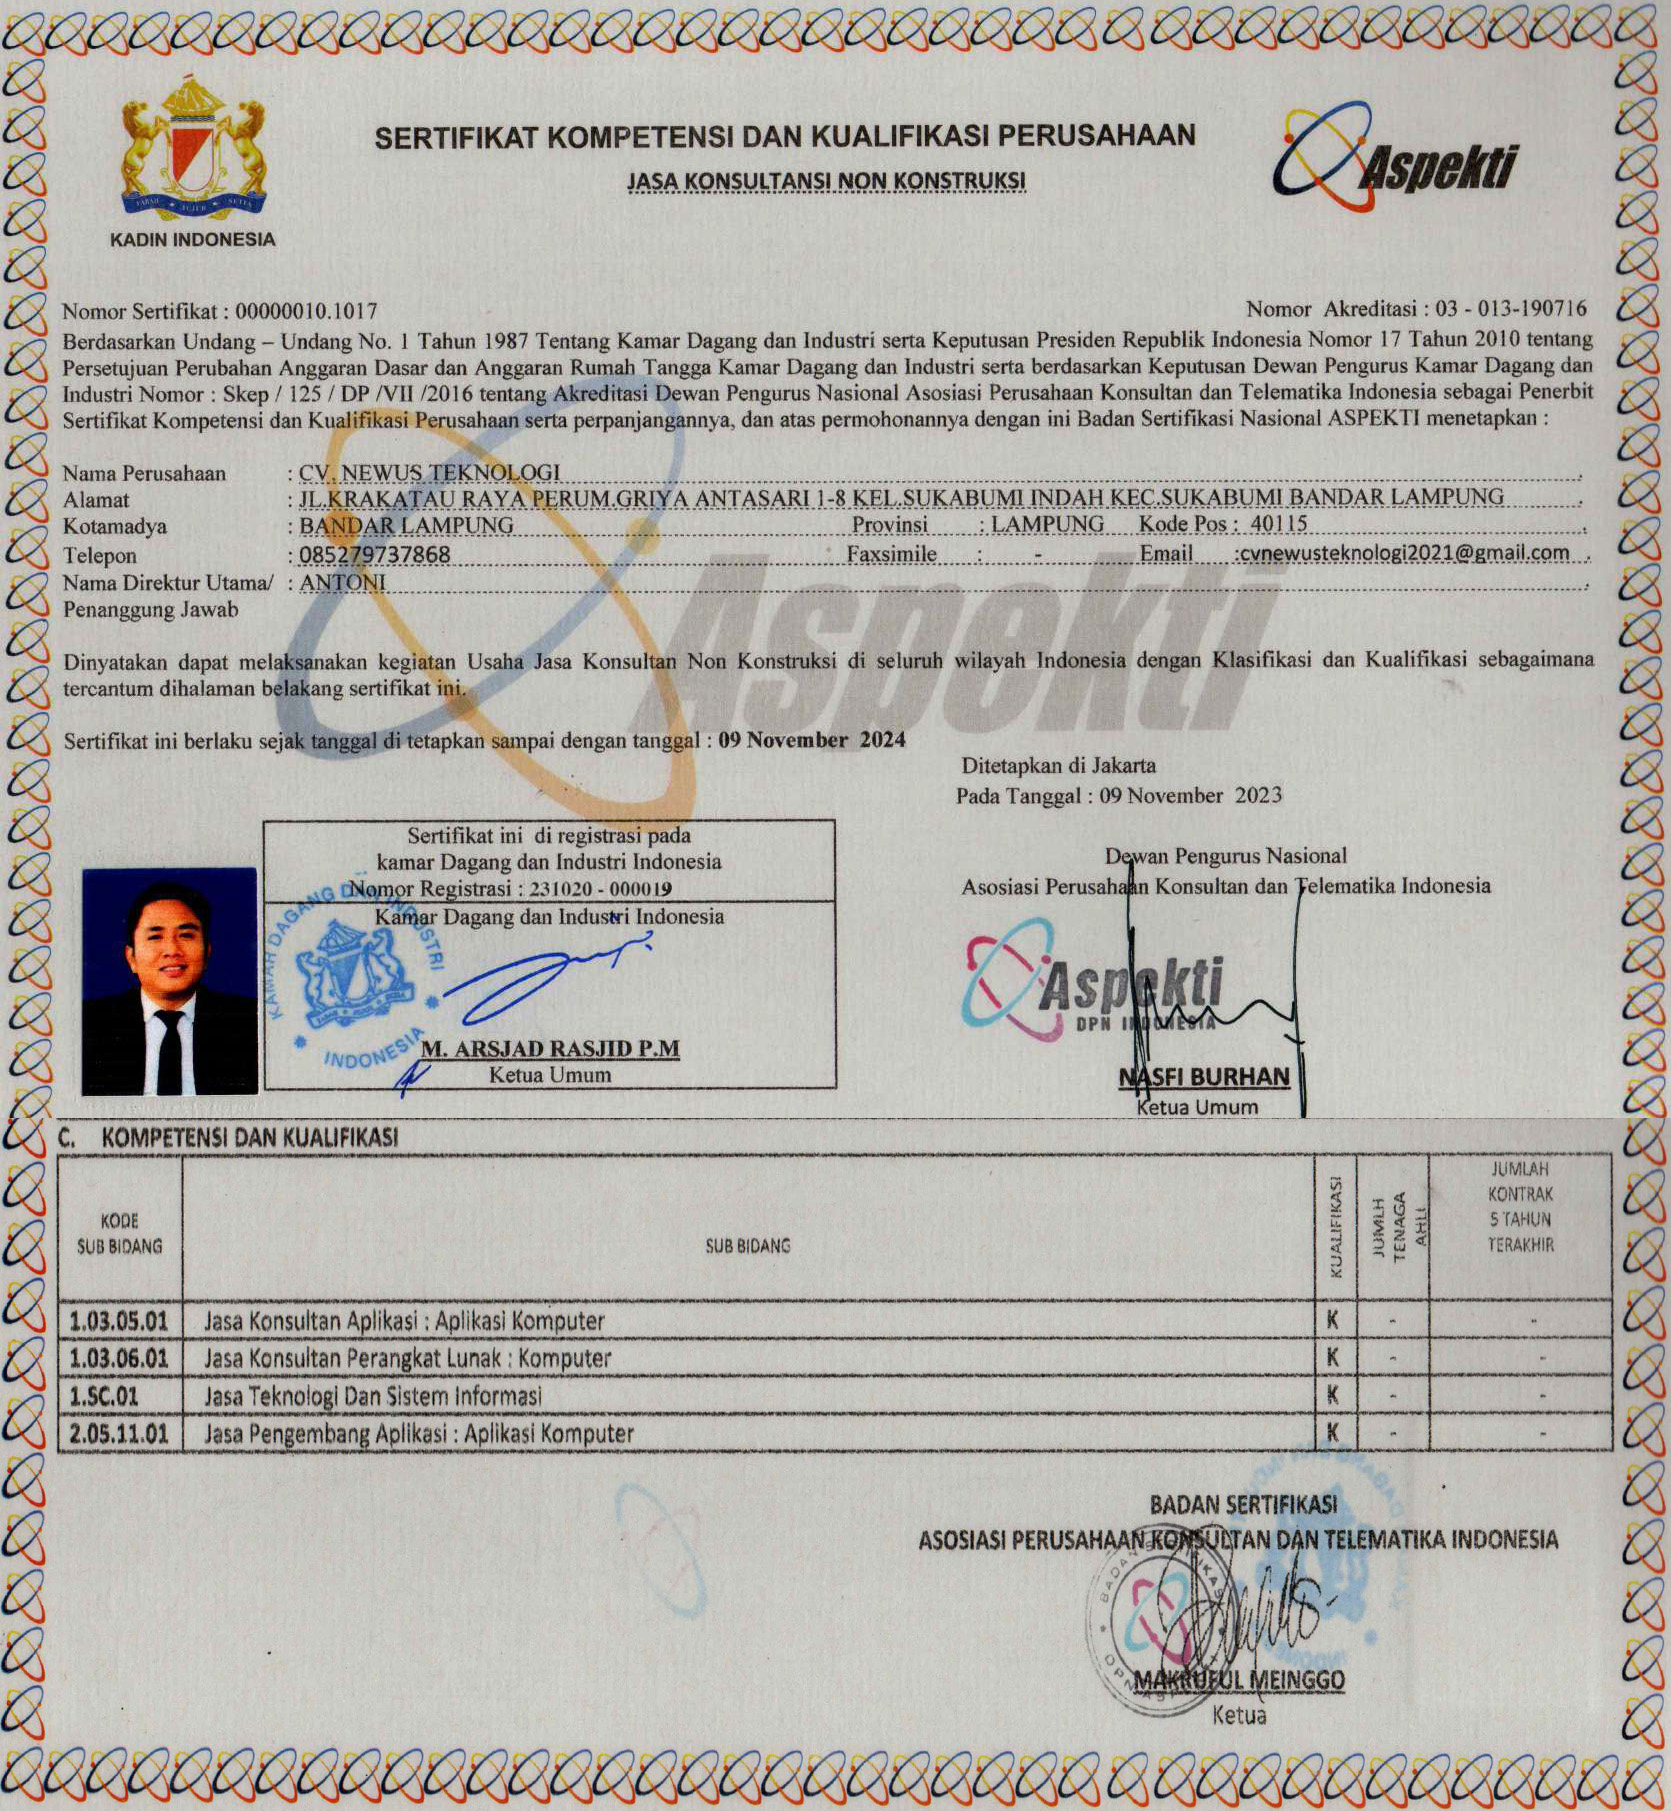 SERTIFIKAT KOMPETENSI DAN KUALIFIKASI PERUSAHAAN
JASA KONSULTANSI NON KONSTRUKSI
Aspekti
KADIN INDONESIA
Nomor Sertifikat : 00000010.1017
Nomor Akreditasi : 03 - 013-190716
Berdasarkan Undang – Undang No. 1 Tahun 1987 Tentang Kamar Dagang dan Industri serta Keputusan Presiden Republik Indonesia Nomor 17 Tahun 2010 tentang
Persetujuan Perubahan Anggaran Dasar dan Anggaran Rumah Tangga Kamar Dagang dan Industri serta berdasarkan Keputusan Dewan Pengurus Kamar Dagang dan
Industri Nomor : Skep / 125 / DP /VII /2016 tentang Akreditasi Dewan Pengurus Nasional Asosiasi Perusahaan Konsultan dan Telematika Indonesia sebagai Penerbit
Sertifikat Kompetensi dan Kualifikasi Perusahaan serta perpanjangannya, dan atas permohonannya dengan ini Badan Sertifikasi Nasional ASPEKTI menetapkan :
Nama Perusahaan : CV. NEWUS TEKNOLOGI
Alamat : JL.KRAKATAU RAYA PERUM.GRIYA ANTASARI 1-8 KEL.SUKABUMI INDAH KEC.SUKABUMI BANDAR LAMPUNG
Kotamadya : BANDAR LAMPUNG Provinsi : LAMPUNG Kode Pos : 40115
Telepon : 085279737868 Faxsimile : - Email :cvnewusteknologi2021@gmail.com
Nama Direktur Utama/ : ANTONI
Penanggung Jawab
Aspekti
Dinyatakan dapat melaksanakan kegiatan Usaha Jasa Konsultan Non Konstruksi di seluruh wilayah Indonesia dengan Klasifikasi dan Kualifikasi sebagaimana
tercantum dihalaman belakang sertifikat ini.
Sertifikat ini berlaku sejak tanggal di tetapkan sampai dengan tanggal : 09 November 2024
Ditetapkan di Jakarta
Pada Tanggal : 09 November 2023
Sertifikat ini di registrasi pada
kamar Dagang dan Industri Indonesia
Nomor Registrasi : 231020 - 000019
Kamar Dagang dan Industri Indonesia
KAMAR DAGANG DAN INDUSTRI
INDONESIA
M. ARSJAD RASJID P.M
Ketua Umum
Dewan Pengurus Nasional
Asosiasi Perusahaan Konsultan dan Telematika Indonesia
Aspekti
DPN INDONESIA
NASFI BURHAN
Ketua Umum
C. KOMPETENSI DAN KUALIFIKASI
KODE
SUB BIDANG
SUB BIDANG
KUALIFIKASI
JUMLH
TENAGA
AHLI
JUMLAH
KONTRAK
5 TAHUN
TERAKHIR
1.03.05.01 Jasa Konsultan Aplikasi : Aplikasi Komputer K - -
1.03.06.01 Jasa Konsultan Perangkat Lunak : Komputer K - -
1.SC.01 Jasa Teknologi Dan Sistem Informasi K - -
2.05.11.01 Jasa Pengembang Aplikasi : Aplikasi Komputer K - -
BADAN SERTIFIKASI
ASOSIASI PERUSAHAAN KONSULTAN DAN TELEMATIKA INDONESIA
MAKRUFUL MEINGGO
Ketua